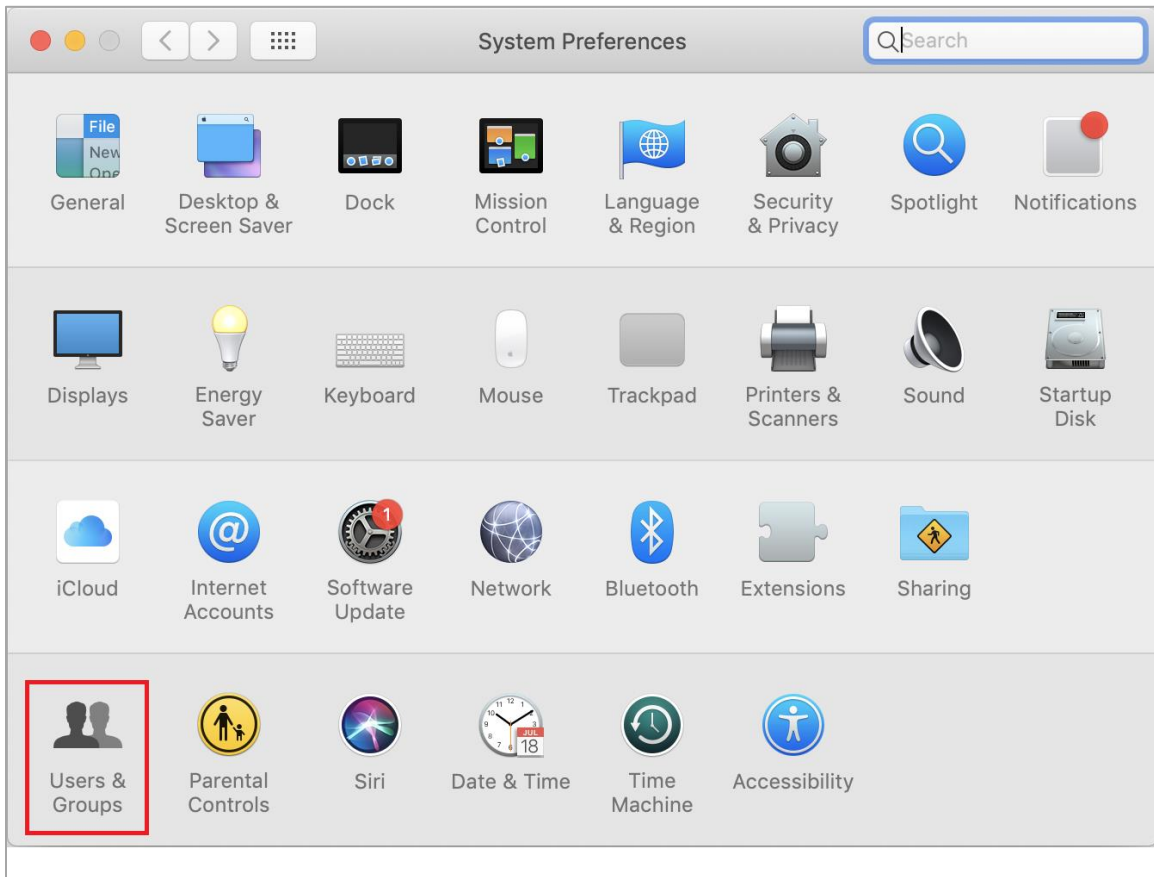 System Preferences
Search
File
New
Ope
General
Desktop &
Screen Saver
Dock
Mission
Control
Language
& Region
Security
& Privacy
Spotlight
Notifications
Displays
Energy
Saver
Keyboard
Mouse
Trackpad
Printers &
Scanners
Sound
Startup
Disk
1
iCloud
@
Internet
Accounts
Software
Update
Network
Bluetooth
Extensions
Sharing
Users &
Groups
Parental
Controls
Siri
JUL
18
Date & Time
Time
Machine
Accessibility